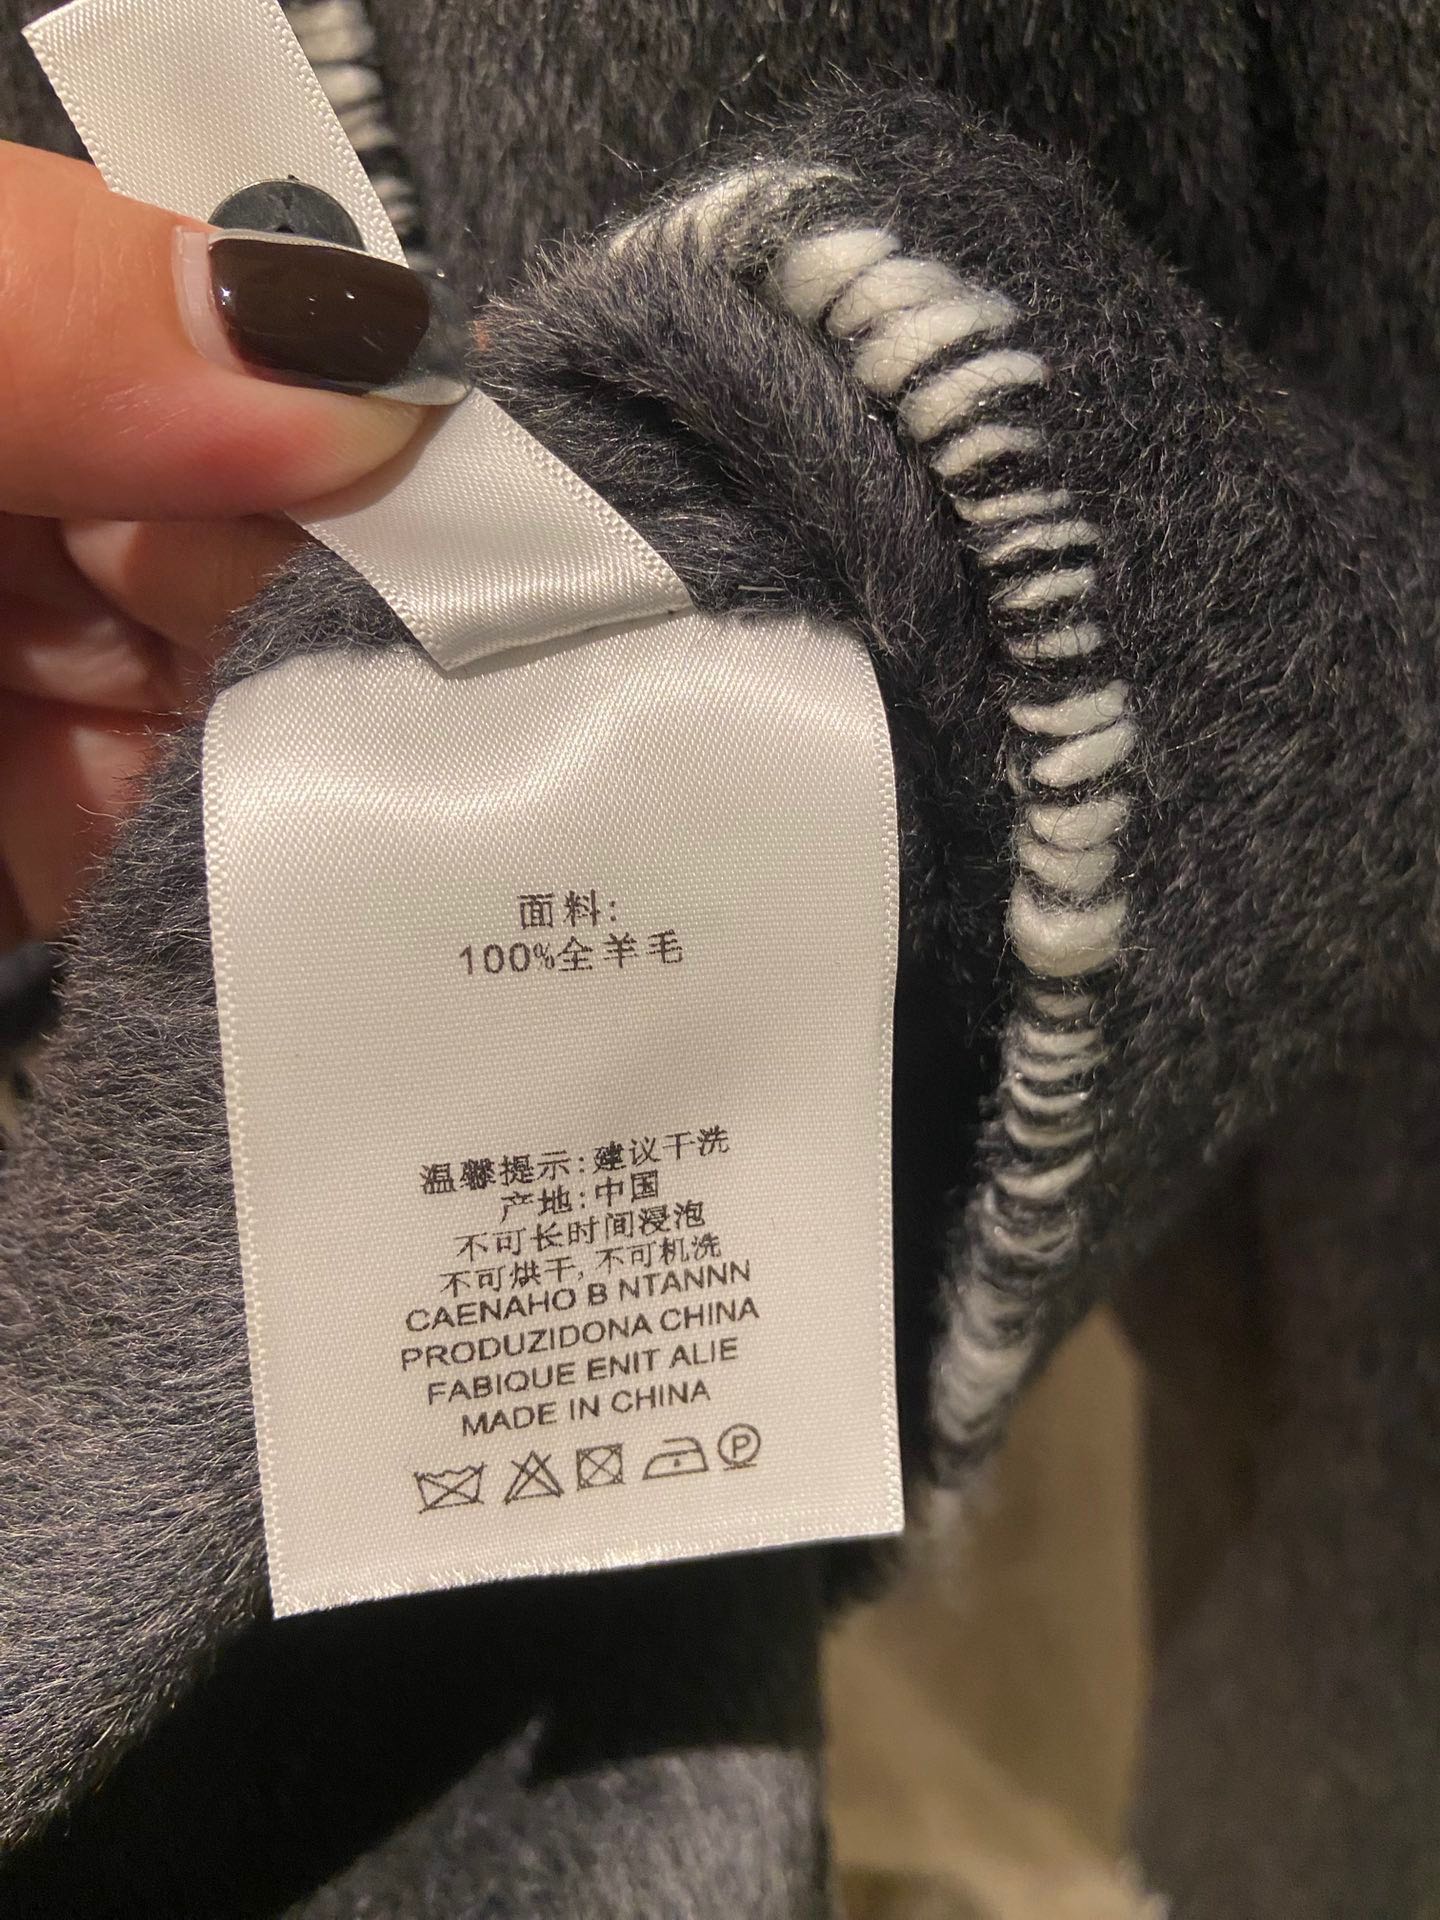 面料:
100%全羊毛
温馨提示:建议干洗
产地:中国
不可长时间浸泡
不可烘干,不可机洗
CAENAHO B NTANNN
PRODUZIDONA CHINA
FABIQUE ENIT ALIE
MADE IN CHINA
P